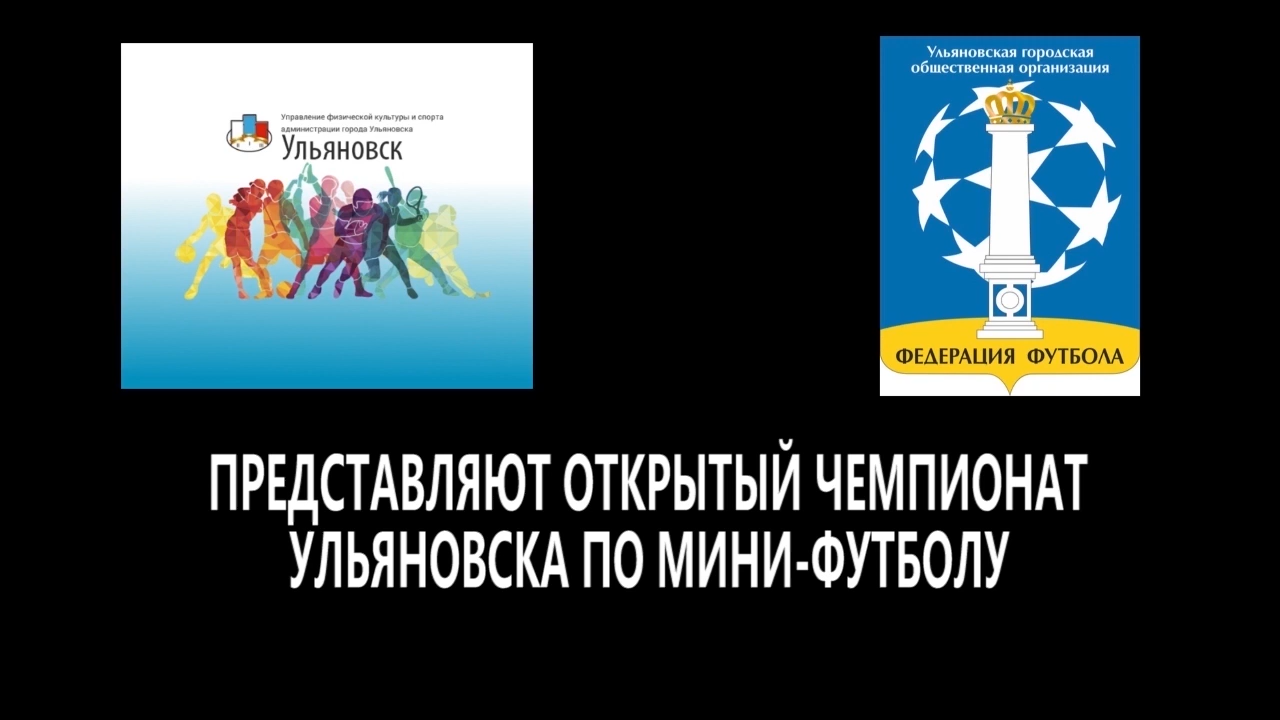 Управление физической культуры и спорта
администрации города Ульяновска
Ульяновск
Ульяновская городская
общественная организация
ФЕДЕРАЦИЯ ФУТБОЛА
ПРЕДСТАВЛЯЮТ ОТКРЫТЫЙ ЧЕМПИОНАТ
УЛЬЯНОВСКА ПО МИНИ-ФУТБОЛУ